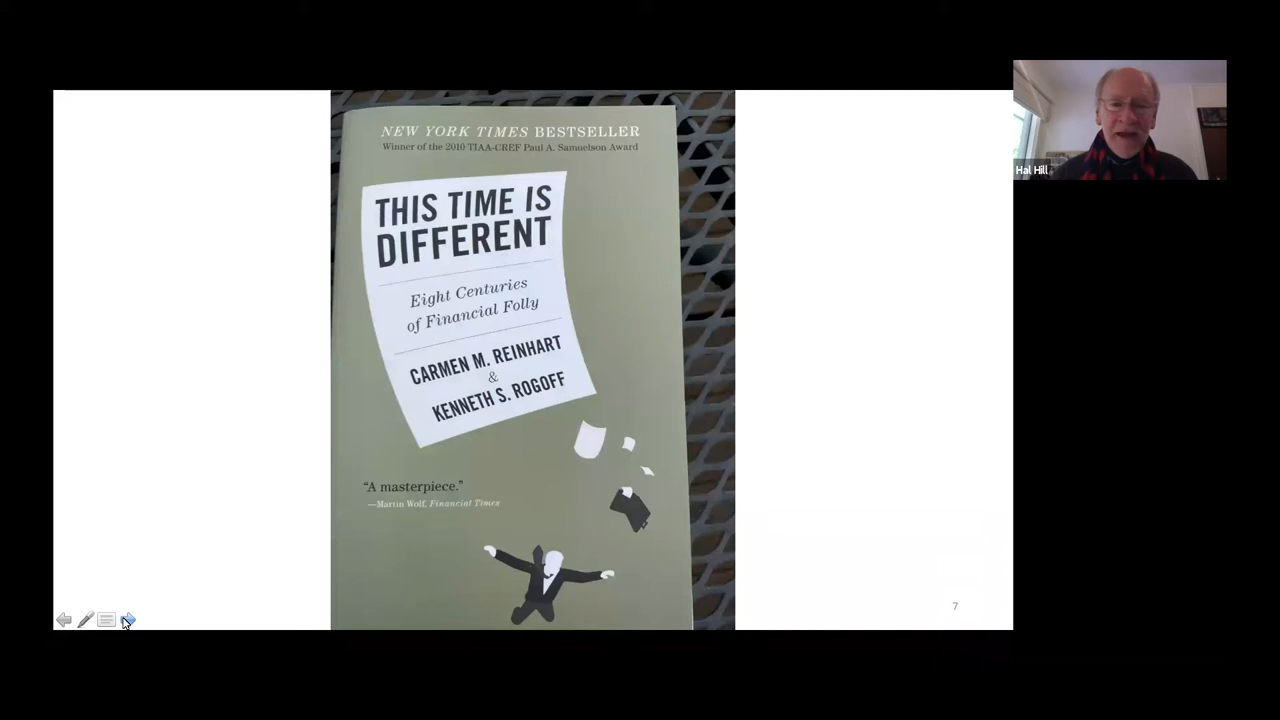 NEW YORK TIMES BESTSELLER
Winner of the 2010 TIAA-CREF Paul A. Samuelson Award
THIS TIME IS
DIFFERENT
Eight Centuries
of Financial Folly
CARMEN M. REINHART
&
KENNETH S. ROGOFF
“A masterpiece.”
—Martin Wolf, Financial Times
Hal Hill
7